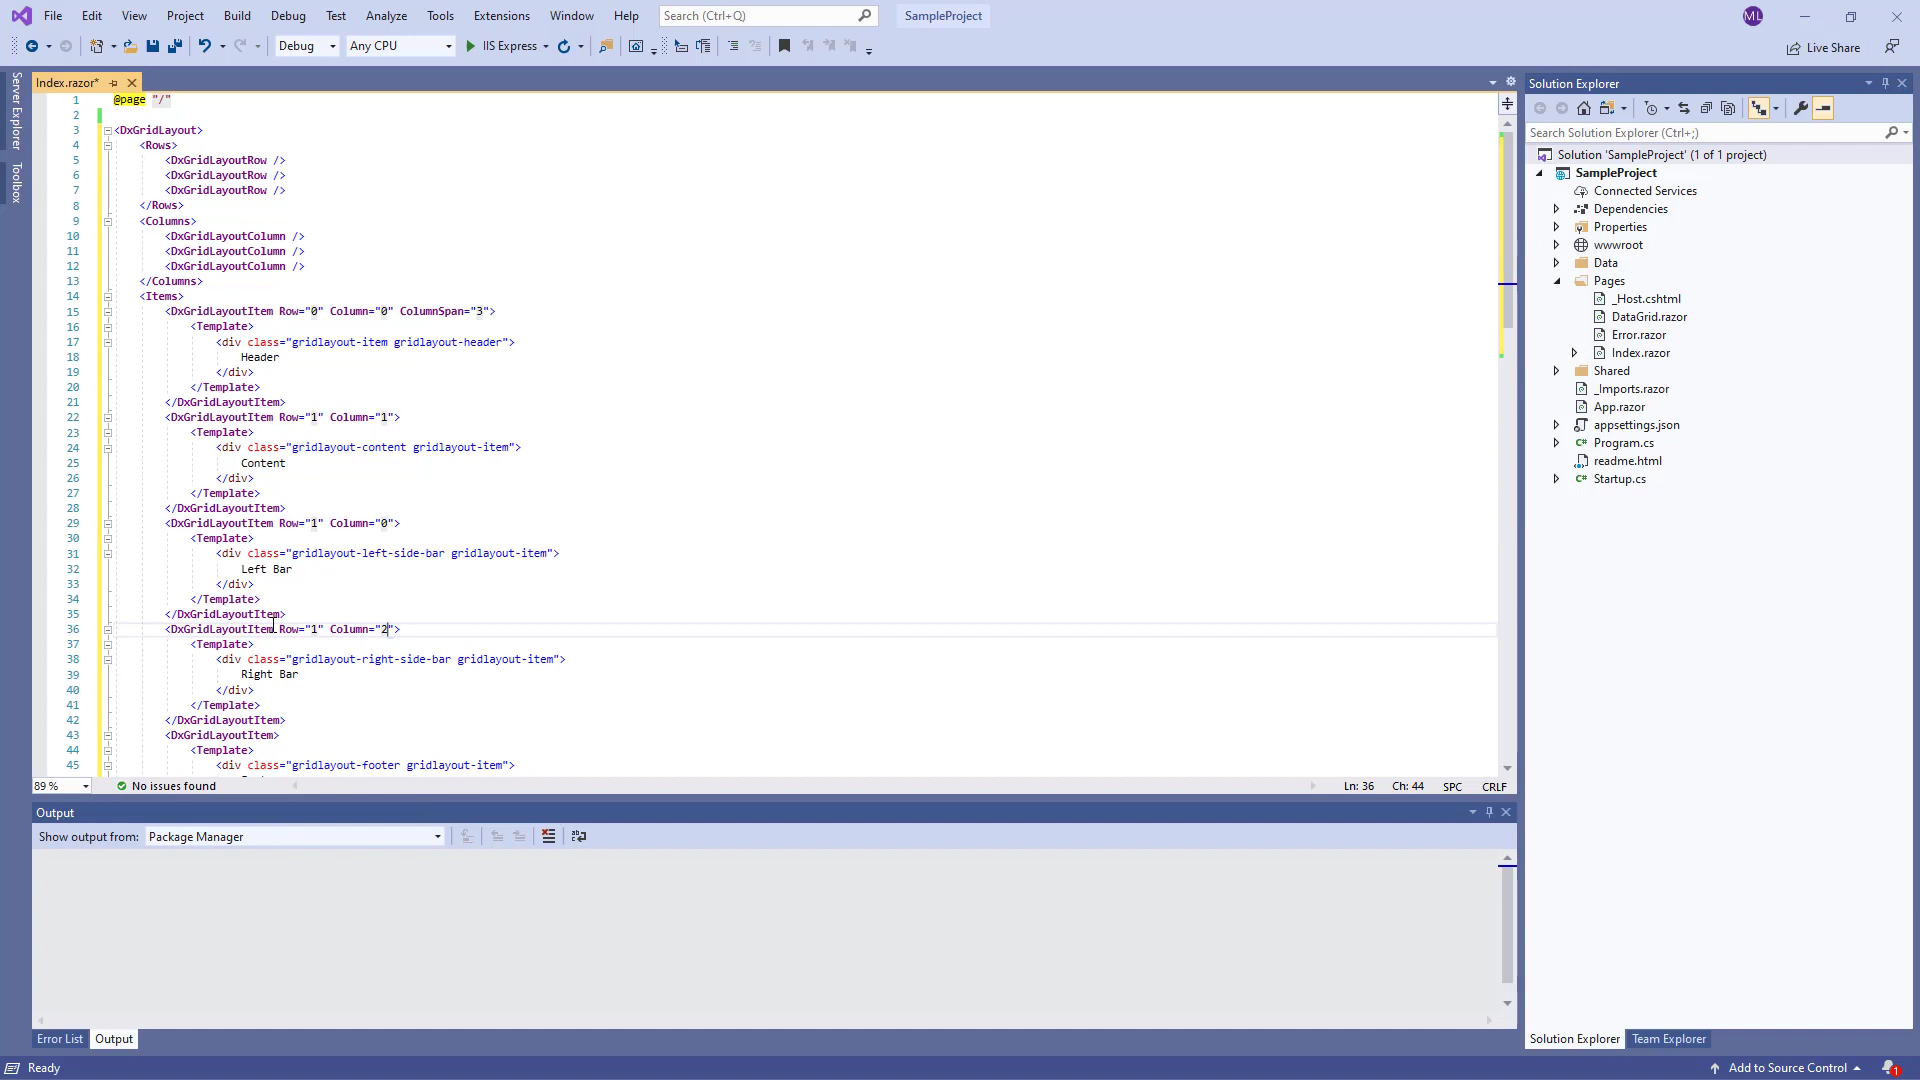 File Edit View Project Build Debug Test Analyze Tools Extensions Window Help Search (Ctrl+Q) SampleProject ML
Debug Any CPU IIS Express Live Share
Server Explorer
Toolbox
Index.razor*
1 @page "/"
2
3 <DxGridLayout>
4 <Rows>
5 <DxGridLayoutRow />
6 <DxGridLayoutRow />
7 <DxGridLayoutRow />
8 </Rows>
9 <Columns>
10 <DxGridLayoutColumn />
11 <DxGridLayoutColumn />
12 <DxGridLayoutColumn />
13 </Columns>
14 <Items>
15 <DxGridLayoutItem Row="0" Column="0" ColumnSpan="3">
16 <Template>
17 <div class="gridlayout-item gridlayout-header">
18 Header
19 </div>
20 </Template>
21 </DxGridLayoutItem>
22 <DxGridLayoutItem Row="1" Column="1">
23 <Template>
24 <div class="gridlayout-content gridlayout-item">
25 Content
26 </div>
27 </Template>
28 </DxGridLayoutItem>
29 <DxGridLayoutItem Row="1" Column="0">
30 <Template>
31 <div class="gridlayout-left-side-bar gridlayout-item">
32 Left Bar
33 </div>
34 </Template>
35 </DxGridLayoutItem>
36 <DxGridLayoutItem Row="1" Column="2">
37 <Template>
38 <div class="gridlayout-right-side-bar gridlayout-item">
39 Right Bar
40 </div>
41 </Template>
42 </DxGridLayoutItem>
43 <DxGridLayoutItem>
44 <Template>
45 <div class="gridlayout-footer gridlayout-item">
89 % No issues found Ln: 36 Ch: 44 SPC CRLF
Output
Show output from: Package Manager
Error List Output
Solution Explorer
Search Solution Explorer (Ctrl+;)
Solution 'SampleProject' (1 of 1 project)
SampleProject
Connected Services
Dependencies
Properties
wwwroot
Data
Pages
_Host.cshtml
DataGrid.razor
Error.razor
Index.razor
Shared
_Imports.razor
App.razor
appsettings.json
C# Program.cs
readme.html
C# Startup.cs
Solution Explorer Team Explorer
Ready Add to Source Control 1